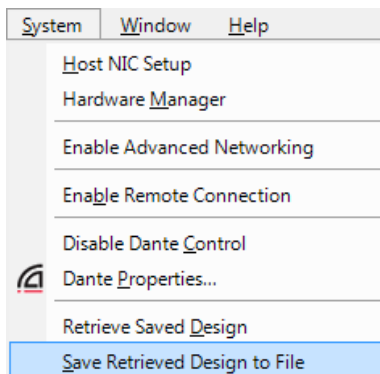 System Window Help
Host NIC Setup
Hardware Manager
Enable Advanced Networking
Enable Remote Connection
Disable Dante Control
Dante Properties...
Retrieve Saved Design
Save Retrieved Design to File